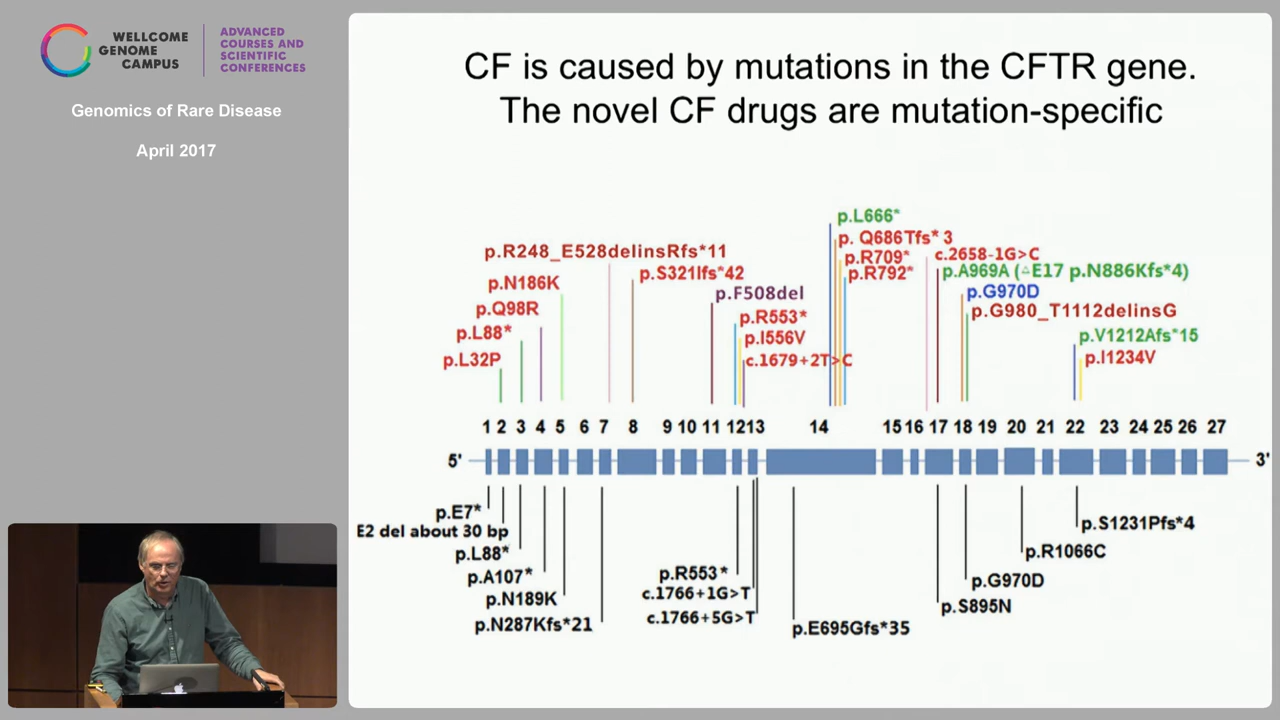 WELLCOME
GENOME
CAMPUS
ADVANCED
COURSES AND
SCIENTIFIC
CONFERENCES
Genomics of Rare Disease
April 2017
CF is caused by mutations in the CFTR gene.
The novel CF drugs are mutation-specific
p.L666*
p. Q686Tfs* 3
p.R248_E528delinsRfs*11
c.2658-1G>C
p.R709*
p.S321lfs*42
p.A969A (△E17 p.N886Kfs*4)
p.R792*
p.N186K
p.F508del
p.G970D
p.Q98R
p.G980_T1112delinsG
p.R553*
p.L88*
p.I556V
p.V1212Afs*15
p.L32P
c.1679+2T>C
p.I1234V
1 2 3 4 5 6 7 8 9 10 11 12 13 14 15 16 17 18 19 20 21 22 23 24 25 26 27
5' 3'
p.E7*
E2 del about 30 bp
p.S1231Pfs*4
p.L88*
p.R1066C
p.A107*
p.R553*
p.G970D
p.N189K
c.1766+1G>T
p.S895N
p.N287Kfs*21
c.1766+5G>T
p.E695Gfs*35